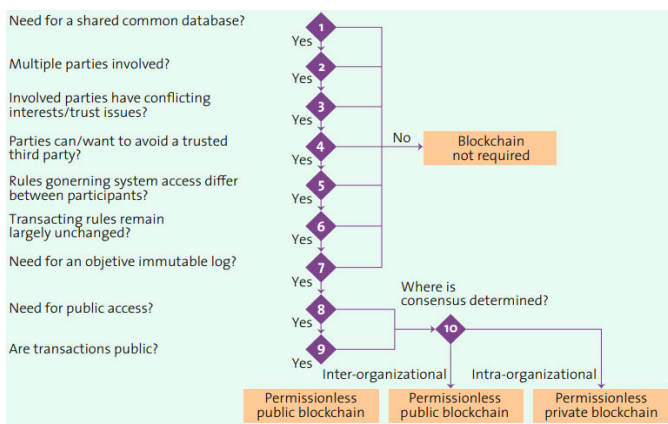 Need for a shared common database?
1
Yes
Multiple parties involved?
2
Yes
Involved parties have conflicting
interests/trust issues?
3
Yes
Parties can/want to avoid a trusted
third party?
4
No
Blockchain
not required
Yes
Rules gonerning system access differ
between participants?
5
Yes
Transacting rules remain
largely unchanged?
6
Yes
Need for an objetive immutable log?
7
Yes
Where is
consensus determined?
Need for public access?
8
Yes
10
Are transactions public?
9
Yes
Inter-organizational
Intra-organizational
Permissionless
public blockchain
Permissionless
public blockchain
Permissionless
private blockchain